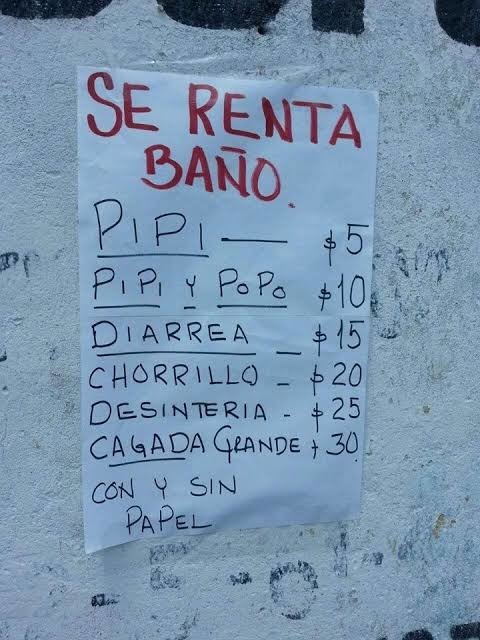 SE RENTA
BAÑO.
PIPI — $5
PIPI Y POPO $10
DIARREA — $15
CHORRILLO - $20
DESINTERIA - $25
CAGADA GRANDE + 30
CON Y SIN
PAPEL